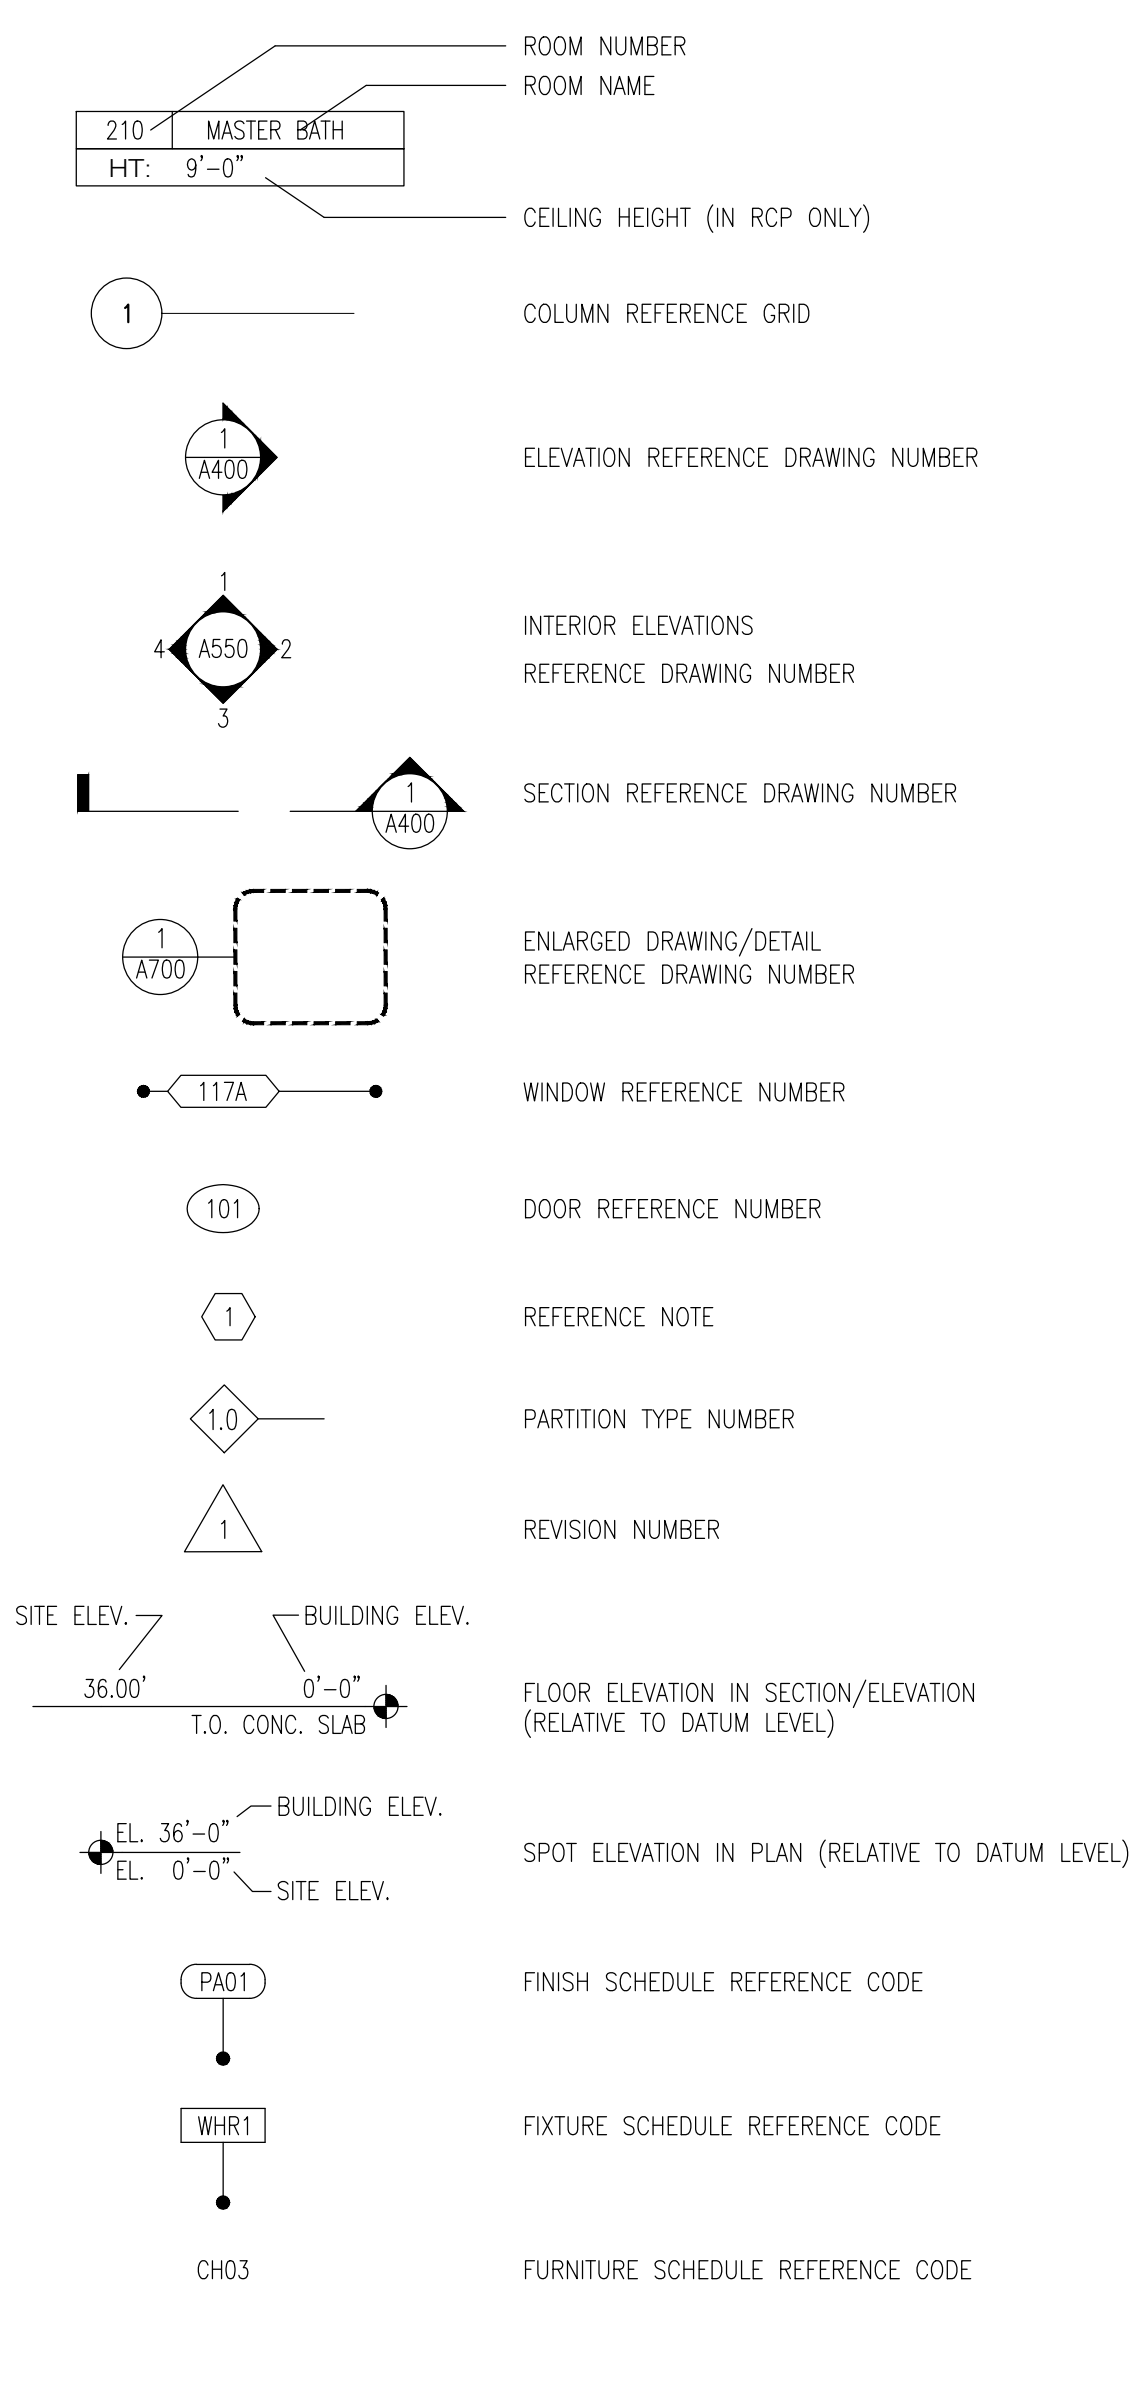 ROOM NUMBER
ROOM NAME
210 MASTER BATH
HT: 9'-0"
CEILING HEIGHT (IN RCP ONLY)
1
COLUMN REFERENCE GRID
1
A400
ELEVATION REFERENCE DRAWING NUMBER
1
4 A550 2
3
INTERIOR ELEVATIONS
REFERENCE DRAWING NUMBER
1
A400
SECTION REFERENCE DRAWING NUMBER
1
A700
ENLARGED DRAWING/DETAIL
REFERENCE DRAWING NUMBER
117A
WINDOW REFERENCE NUMBER
101
DOOR REFERENCE NUMBER
1
REFERENCE NOTE
1.0
PARTITION TYPE NUMBER
1
REVISION NUMBER
SITE ELEV. BUILDING ELEV.
36.00' 0'-0"
T.O. CONC. SLAB
FLOOR ELEVATION IN SECTION/ELEVATION
(RELATIVE TO DATUM LEVEL)
BUILDING ELEV.
EL. 36'-0"
EL. 0'-0"
SITE ELEV.
SPOT ELEVATION IN PLAN (RELATIVE TO DATUM LEVEL)
PA01
FINISH SCHEDULE REFERENCE CODE
WHR1
FIXTURE SCHEDULE REFERENCE CODE
CH03
FURNITURE SCHEDULE REFERENCE CODE